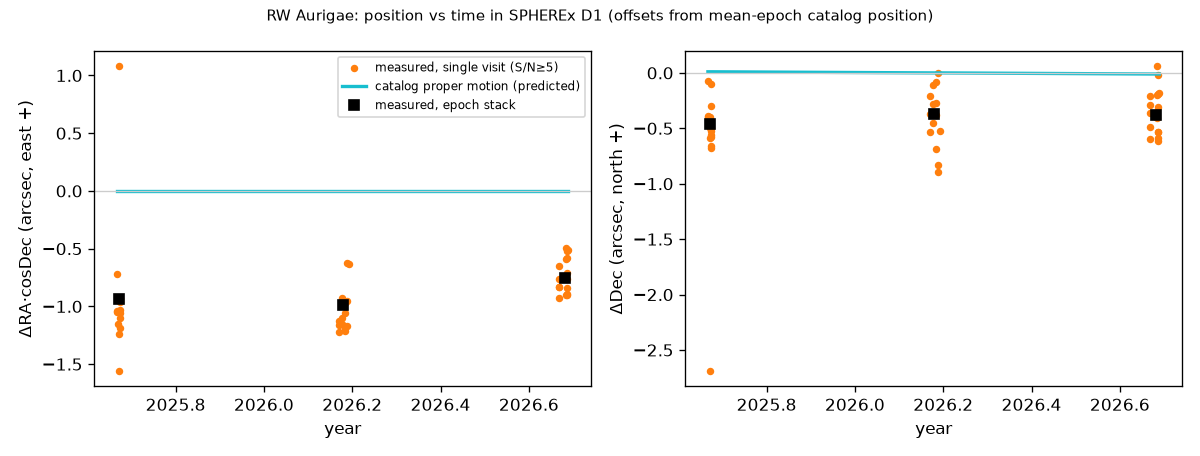 RW Aurigae: position vs time in SPHEREx D1 (offsets from mean-epoch catalog position)
measured, single visit (S/N≥5)
catalog proper motion (predicted)
measured, epoch stack
ΔRA·cosDec (arcsec, east +)
1.0
0.5
0.0
−0.5
−1.0
−1.5
2025.8
2026.0
2026.2
2026.4
2026.6
year
ΔDec (arcsec, north +)
0.0
−0.5
−1.0
−1.5
−2.0
−2.5
2025.8
2026.0
2026.2
2026.4
2026.6
year